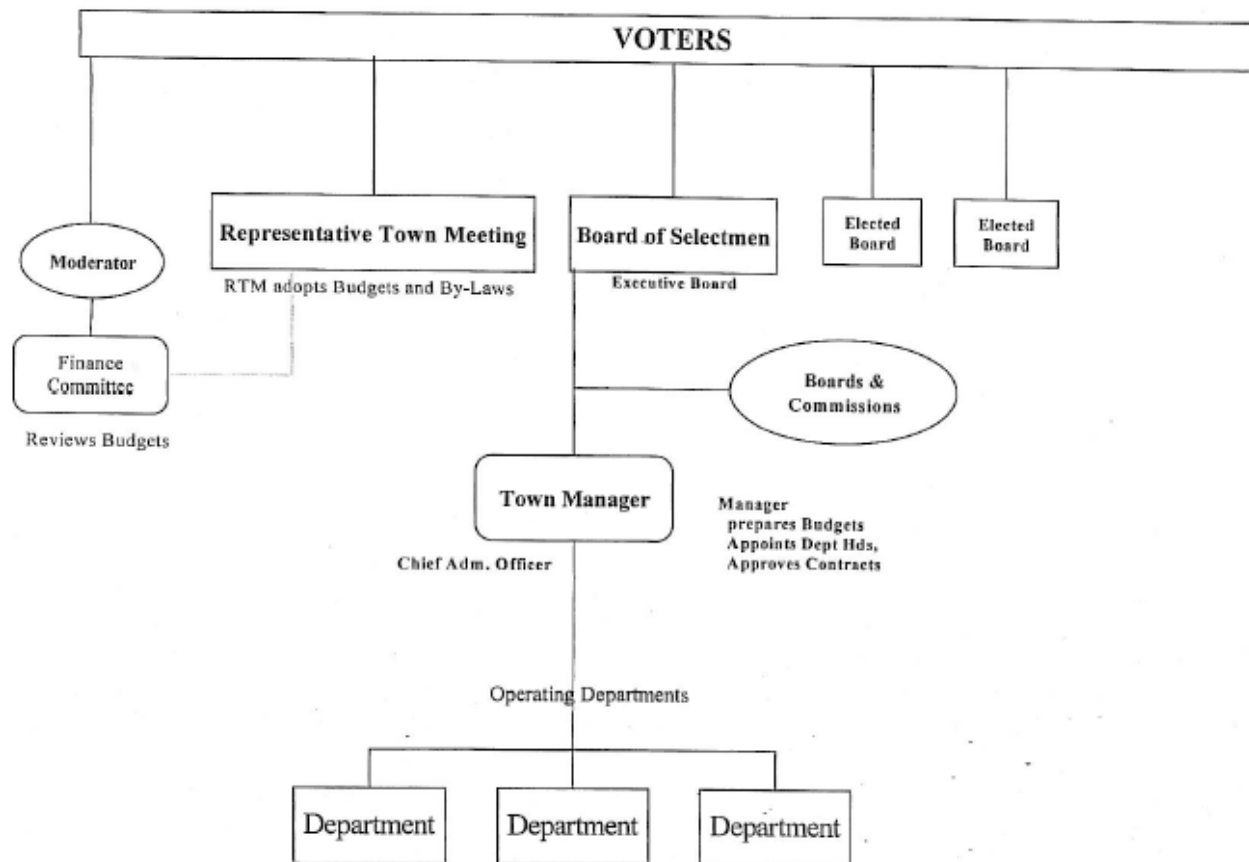 VOTERS
Moderator
Representative Town Meeting
Board of Selectmen
Elected
Board
Elected
Board
RTM adopts Budgets and By-Laws
Executive Board
Finance
Committee
Reviews Budgets
Boards &
Commissions
Town Manager
Chief Adm. Officer
Manager
prepares Budgets
Appoints Dept Hds,
Approves Contracts
Operating Departments
Department
Department
Department